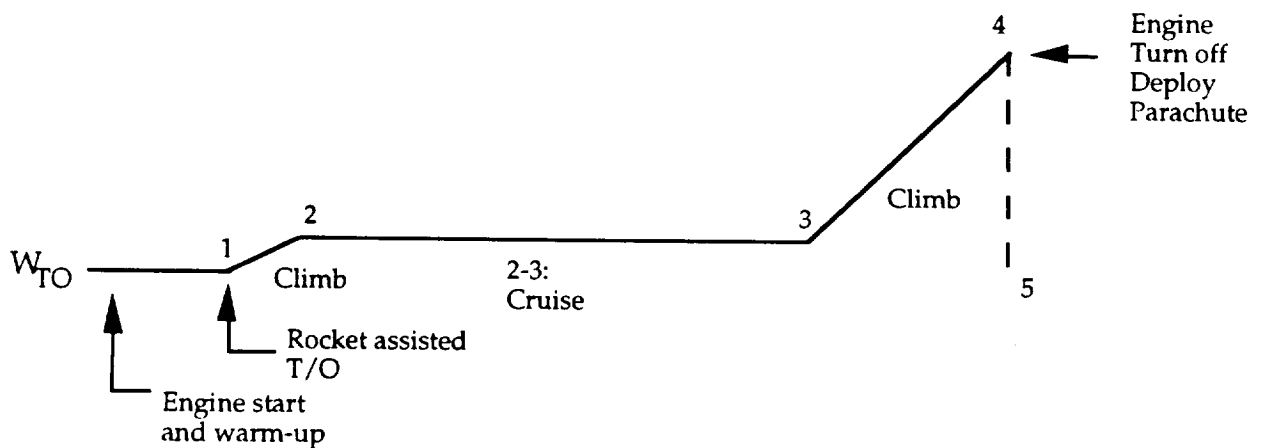 4
Engine
Turn off
Deploy
Parachute
2
3
Climb
1
W_TO
Climb
2-3:
Cruise
5
Rocket assisted
T/O
Engine start
and warm-up